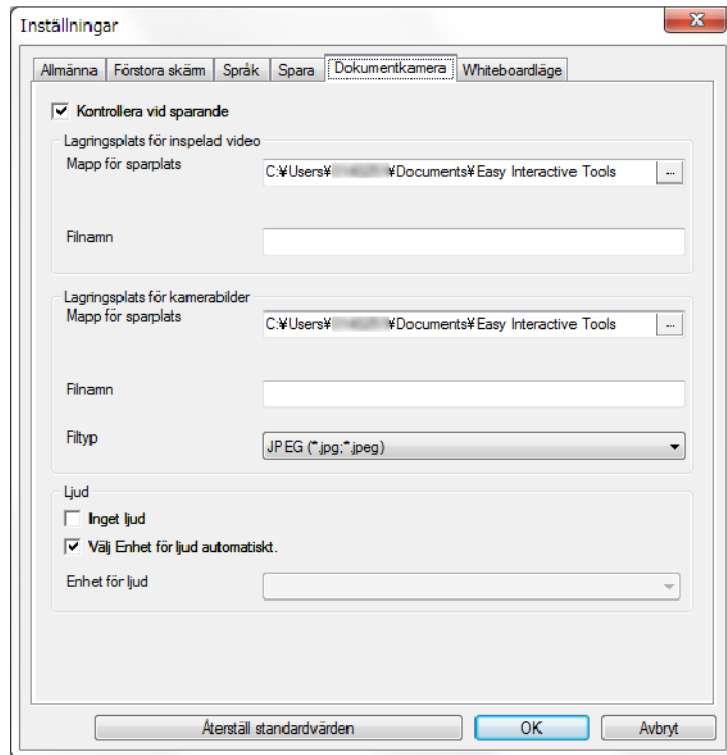 Inställningar
Allmänna Förstora skärm Språk Spara Dokumentkamera Whiteboardläge
Kontrollera vid sparande
Lagringsplats för inspelad video
Mapp för sparplats C:¥Users¥ ¥Documents¥Easy Interactive Tools ...
Filnamn
Lagringsplats för kamerabilder
Mapp för sparplats C:¥Users¥ ¥Documents¥Easy Interactive Tools ...
Filnamn
Filtyp JPEG (*.jpg;*.jpeg)
Ljud
Inget ljud
Välj Enhet för ljud automatiskt.
Enhet för ljud
Återställ standardvärden OK Avbryt